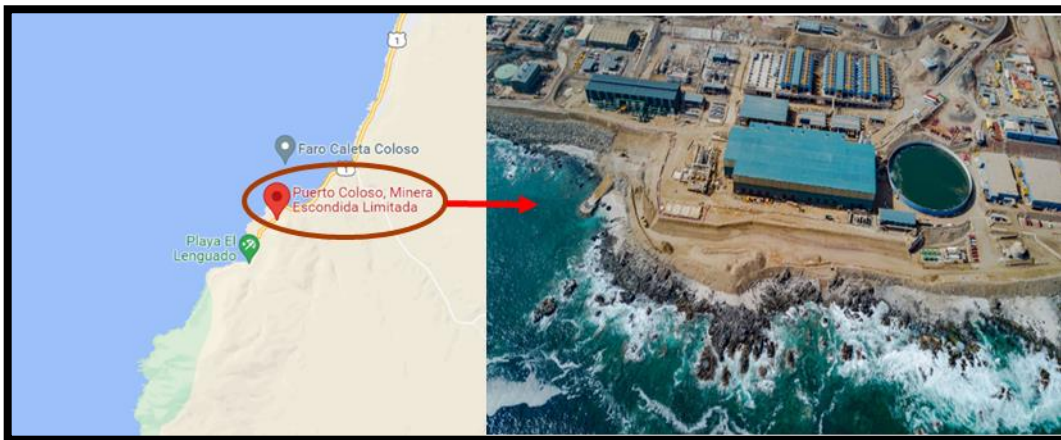 1
Faro Caleta Coloso
1
Puerto Coloso, Minera
Escondida Limitada
Playa El
Lenguado